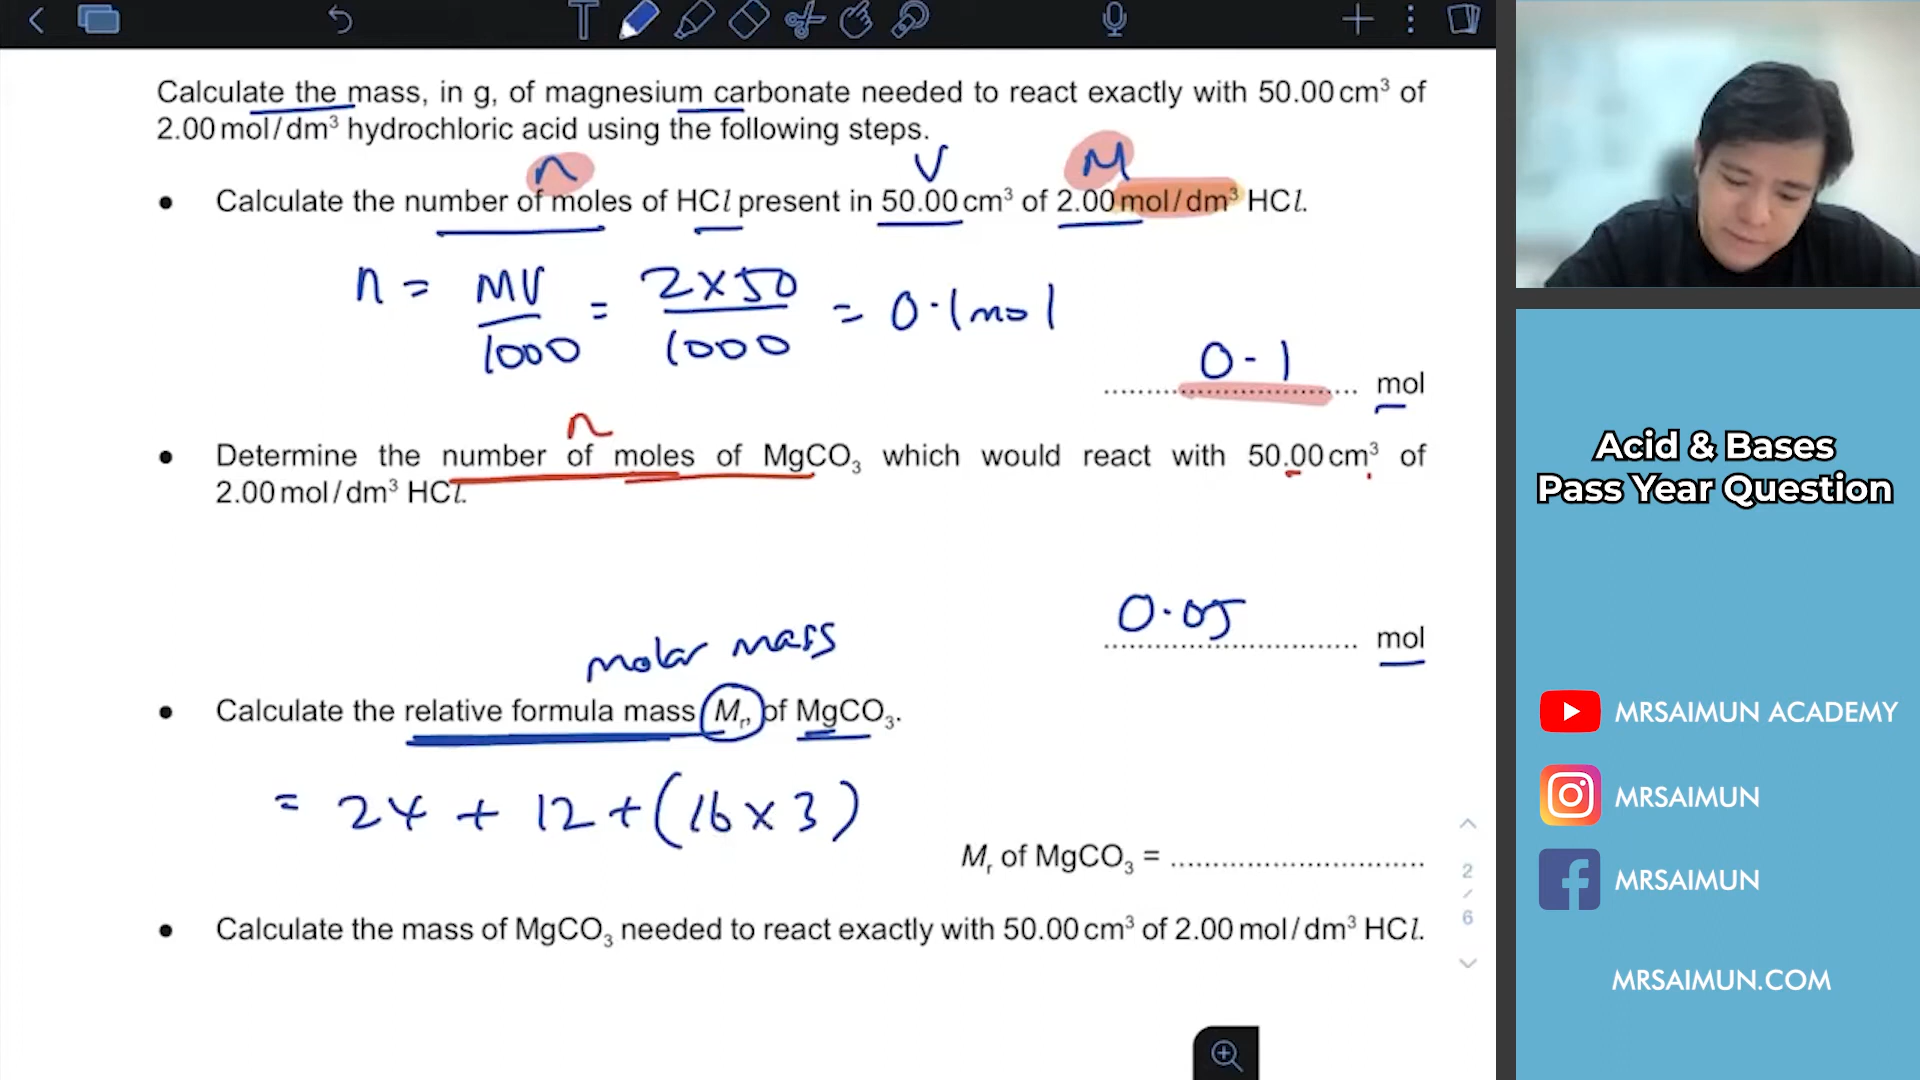 Calculate the mass, in g, of magnesium carbonate needed to react exactly with 50.00 cm³ of
2.00 mol/dm³ hydrochloric acid using the following steps.
n V M
• Calculate the number of moles of HCl present in 50.00 cm³ of 2.00 mol/dm³ HCl.
n = MV/1000 = 2×50/1000 = 0.1mol
0.1
.............................. mol
n
• Determine the number of moles of MgCO₃ which would react with 50.00 cm³ of
2.00 mol/dm³ HCl.
0.05
.............................. mol
molar mass
• Calculate the relative formula mass, Mᵣ, of MgCO₃.
= 24 + 12 + (16 × 3)
Mᵣ of MgCO₃ = ..............................
• Calculate the mass of MgCO₃ needed to react exactly with 50.00 cm³ of 2.00 mol/dm³ HCl.
2
/
6
Acid & Bases
Pass Year Question
MRSAIMUN ACADEMY
MRSAIMUN
MRSAIMUN
MRSAIMUN.COM